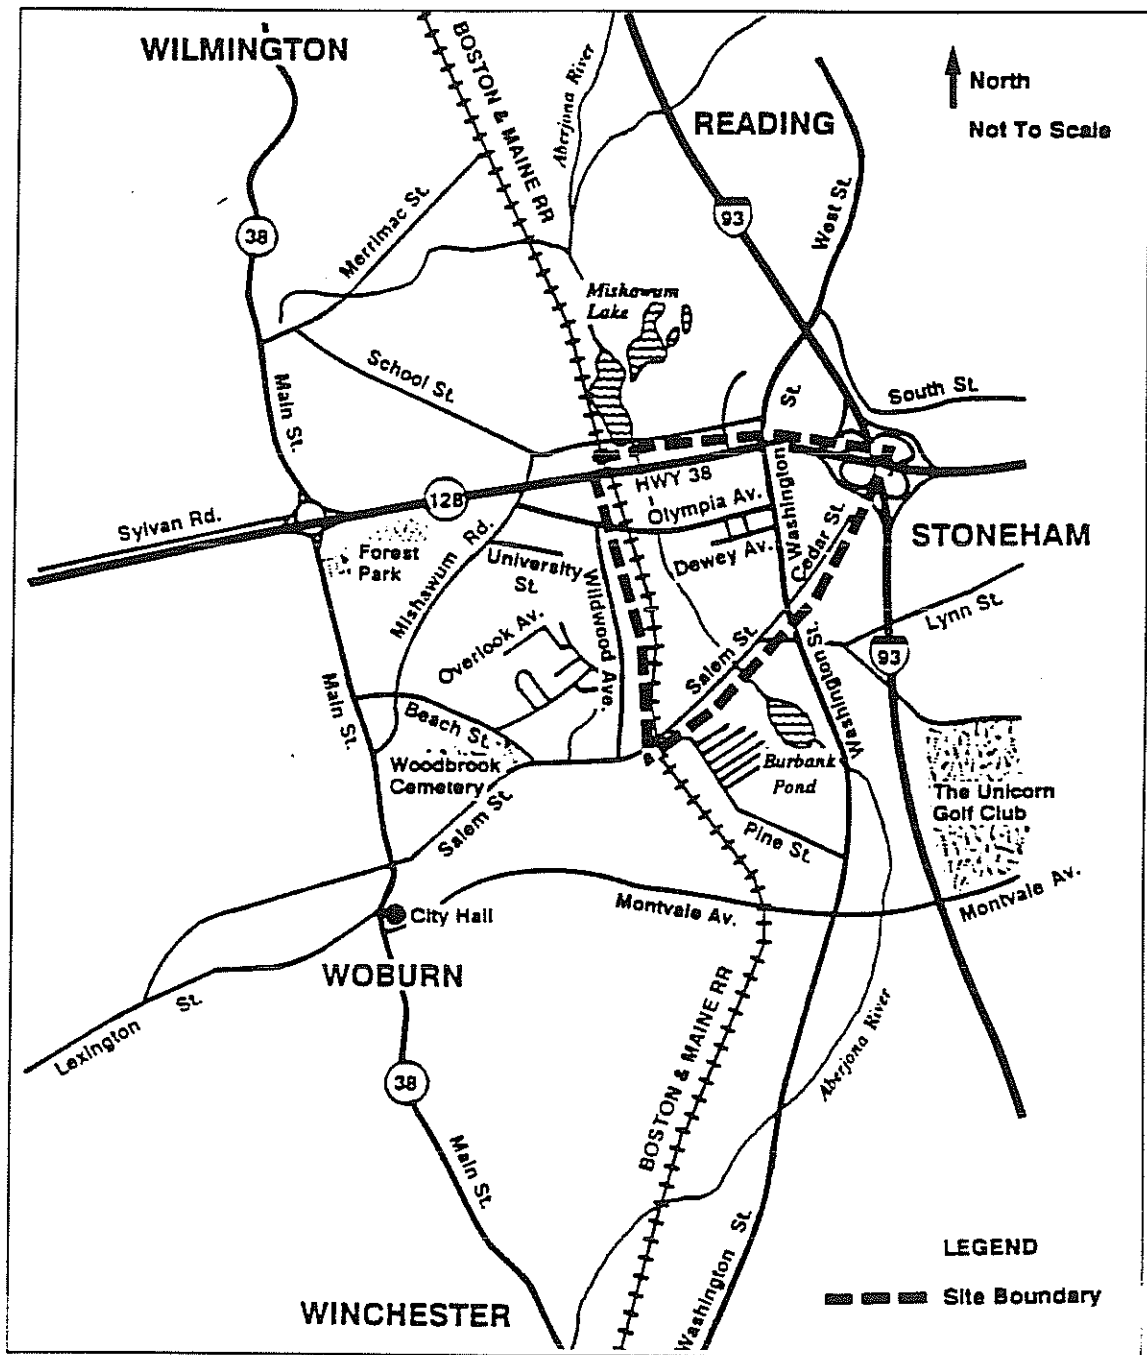 WILMINGTON
BOSTON & MAINE RR
Aberjona River
North
Not To Scale
READING
93
West St.
38
Merrimac St.
Mishawum
Lake
School St.
Main St.
South St.
St.
Washington
HWY 38
128
Olympia Av.
Sylvan Rd.
Forest
Park
Mishawum Rd.
University
St.
Dewey Av.
Cedar St.
STONEHAM
Wildwood Ave.
Overlook Av.
Lynn St.
Salem St.
93
Washington St.
Main St.
Beach St.
Woodbrook
Cemetery
Burbank
Pond
The Unicorn
Golf Club
Salem St.
Pine St.
Montvale Av.
Montvale Av.
City Hall
WOBURN
Lexington St.
BOSTON & MAINE RR
Aberjona River
38
Main St.
Washington St.
WINCHESTER
LEGEND
Site Boundary